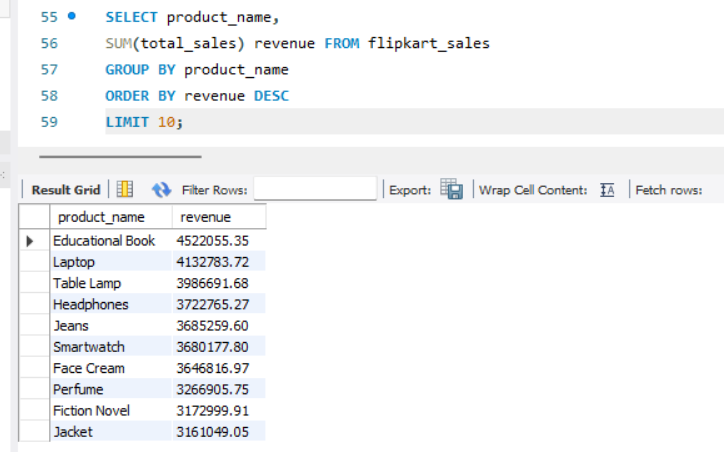 55 SELECT product_name,
56 SUM(total_sales) revenue FROM flipkart_sales
57 GROUP BY product_name
58 ORDER BY revenue DESC
59 LIMIT 10;
Result Grid Filter Rows: Export: Wrap Cell Content: Fetch rows:
product_name revenue
Educational Book 4522055.35
Laptop 4132783.72
Table Lamp 3986691.68
Headphones 3722765.27
Jeans 3685259.60
Smartwatch 3680177.80
Face Cream 3646816.97
Perfume 3266905.75
Fiction Novel 3172999.91
Jacket 3161049.05